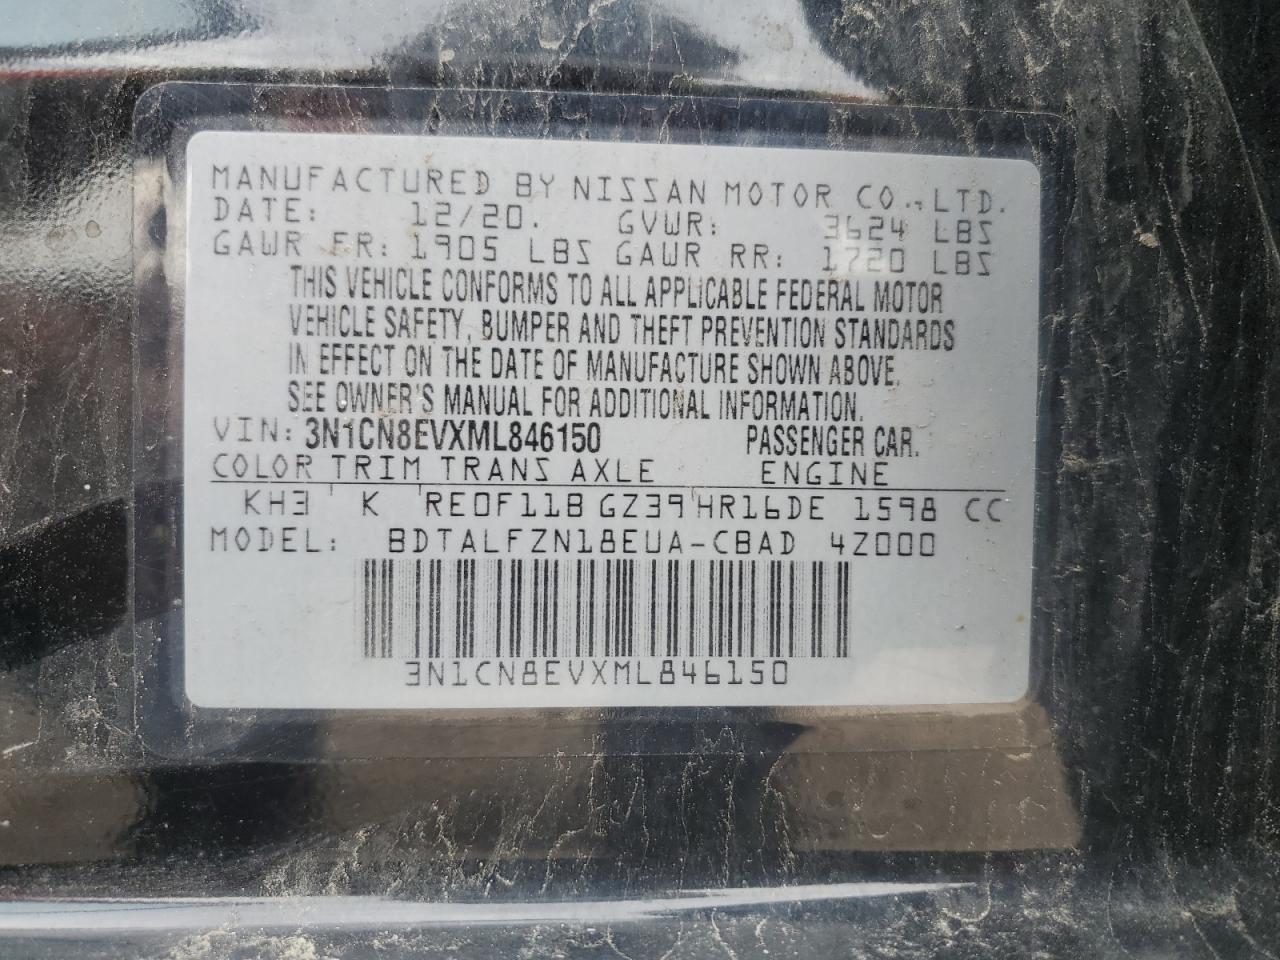 MANUFACTURED BY NISSAN MOTOR CO., LTD.
DATE: 12/20. GVWR: 3624 LBS
GAWR FR: 1905 LBS GAWR RR: 1720 LBS
THIS VEHICLE CONFORMS TO ALL APPLICABLE FEDERAL MOTOR
VEHICLE SAFETY, BUMPER AND THEFT PREVENTION STANDARDS
IN EFFECT ON THE DATE OF MANUFACTURE SHOWN ABOVE.
SEE OWNER'S MANUAL FOR ADDITIONAL INFORMATION.
VIN: 3N1CN8EVXML846150 PASSENGER CAR.
COLOR TRIM TRANS AXLE ENGINE
KH3 K RE0F11B GZ39 HR16DE 1598 CC
MODEL: BDTALFZN18EUA-CBAD 4Z000
3N1CN8EVXML846150